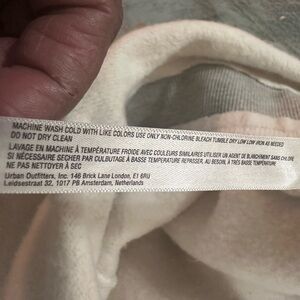 MACHINE WASH COLD WITH LIKE COLORS USE ONLY NON-CHLORINE BLEACH TUMBLE DRY LOW LOW IRON AS NEEDED
DO NOT DRY CLEAN
LAVAGE EN MACHINE À TEMPÉRATURE FROIDE AVEC COULEURS SIMILAIRES UTILISER UN AGENT DE BLANCHIMENT SANS CHLORE
SI NÉCESSAIRE SECHER PAR CULBUTAGE À BASSE TEMPERATURE REPASSER, AU BESOIN, À TRÈS BASSE TEMP
NE PAS NETTOYER À SEC
Urban Outfitters, Inc. 146 Brick Lane London, E1 6RU
Leidsestraat 32, 1017 PB Amsterdam, Netherlands